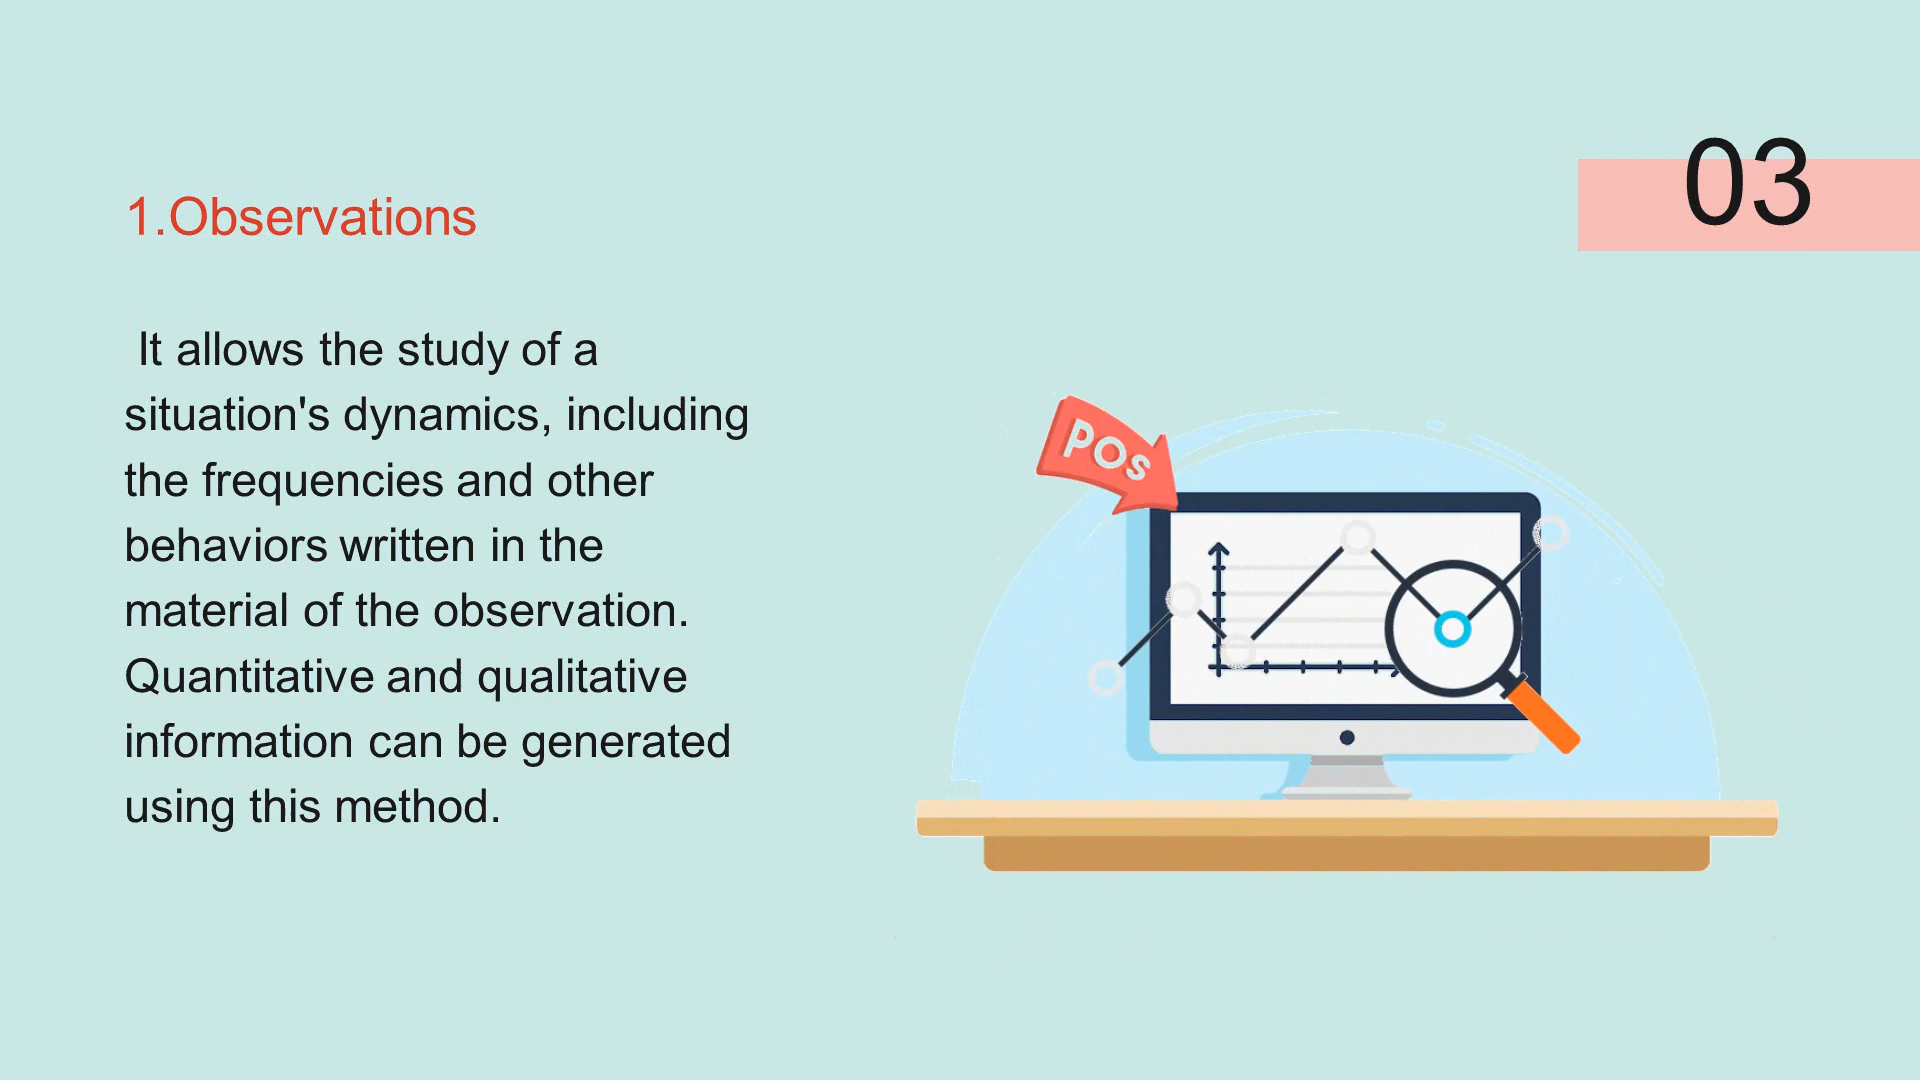 03
1.Observations
It allows the study of a
situation's dynamics, including
the frequencies and other
behaviors written in the
material of the observation.
Quantitative and qualitative
information can be generated
using this method.
POS